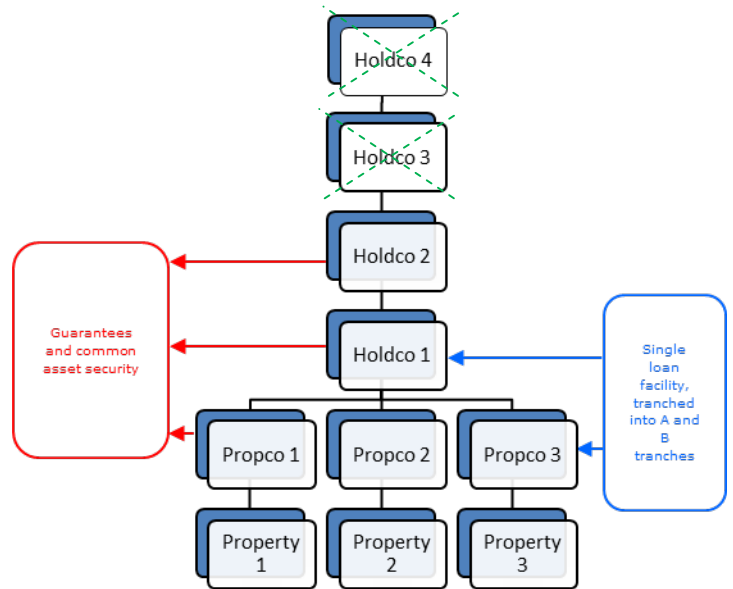 Holdco 4
Holdco 3
Holdco 2
Guarantees
and common
asset security
Holdco 1
Single
loan
facility,
tranched
into A and
B
tranches
Propco 1
Propco 2
Propco 3
Property
1
Property
2
Property
3